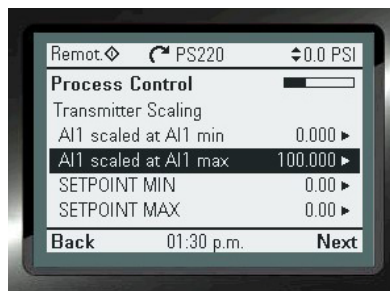 Remot. PS220 0.0 PSI
Process Control
Transmitter Scaling
AI1 scaled at AI1 min 0.000
AI1 scaled at AI1 max 100.000
SETPOINT MIN 0.00
SETPOINT MAX 0.00
Back 01:30 p.m. Next